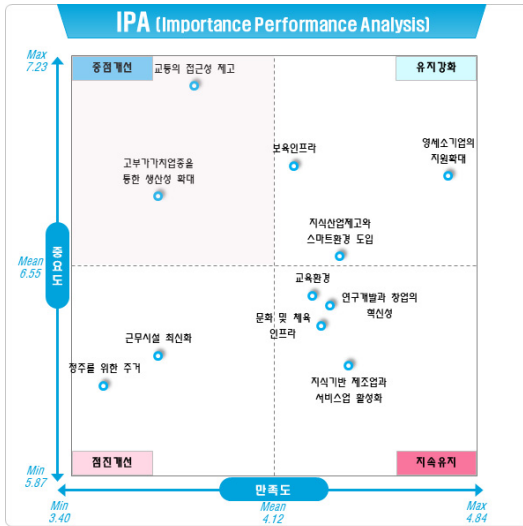 IPA (Importance Performance Analysis)
Max
7.23
중점개선
교통의 접근성 제고
유지강화
보육인프라
영세소기업의
지원확대
고부가가치업종을
통한 생산성 확대
지식산업제고와
스마트환경 도입
Mean
6.55
중요도
교육환경
연구개발과 창업의
혁신성
문화 및 체육
인프라
근무시설 최신화
정주를 위한 주거
지식기반 제조업과
서비스업 활성화
점진개선
지속유지
Min
5.87
만족도
Min
3.40
Mean
4.12
Max
4.84